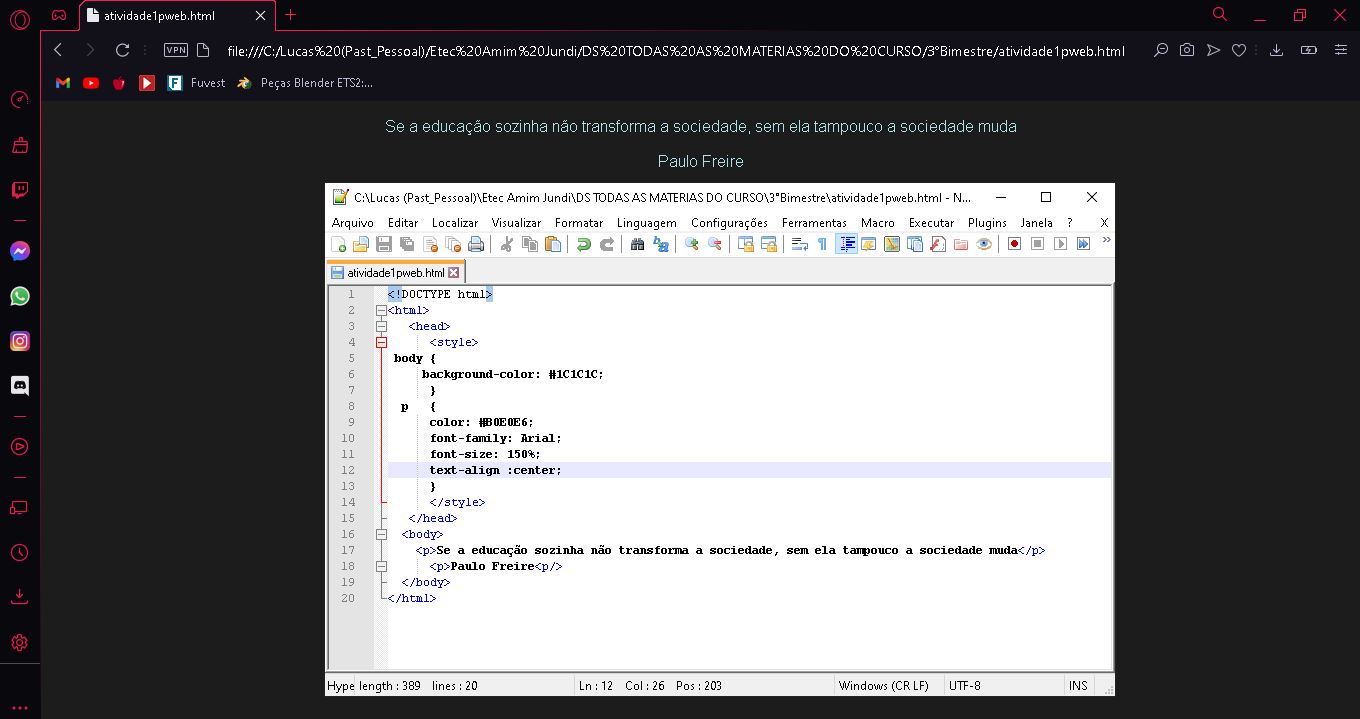 atividade1pweb.html
VPN
file:///C:/Lucas%20(Past_Pessoal)/Etec%20Amim%20Jundi/DS%20TODAS%20AS%20MATERIAS%20DO%20CURSO/3°Bimestre/atividade1pweb.html
Fuvest
Peças Blender ETS2:...
Se a educação sozinha não transforma a sociedade, sem ela tampouco a sociedade muda
Paulo Freire
C:\Lucas (Past_Pessoal)\Etec Amim Jundi\DS TODAS AS MATERIAS DO CURSO\3°Bimestre\atividade1pweb.html - N...
Arquivo Editar Localizar Visualizar Formatar Linguagem Configurações Ferramentas Macro Executar Plugins Janela ? X
atividade1pweb.html
1 <!DOCTYPE html>
2 <html>
3 <head>
4 <style>
5 body {
6 background-color: #1C1C1C;
7 }
8 p {
9 color: #B0E0E6;
10 font-family: Arial;
11 font-size: 150%;
12 text-align :center;
13 }
14 </style>
15 </head>
16 <body>
17 <p>Se a educação sozinha não transforma a sociedade, sem ela tampouco a sociedade muda</p>
18 <p>Paulo Freire<p/>
19 </body>
20 </html>
Hype length : 389 lines : 20 Ln : 12 Col : 26 Pos : 203 Windows (CR LF) UTF-8 INS